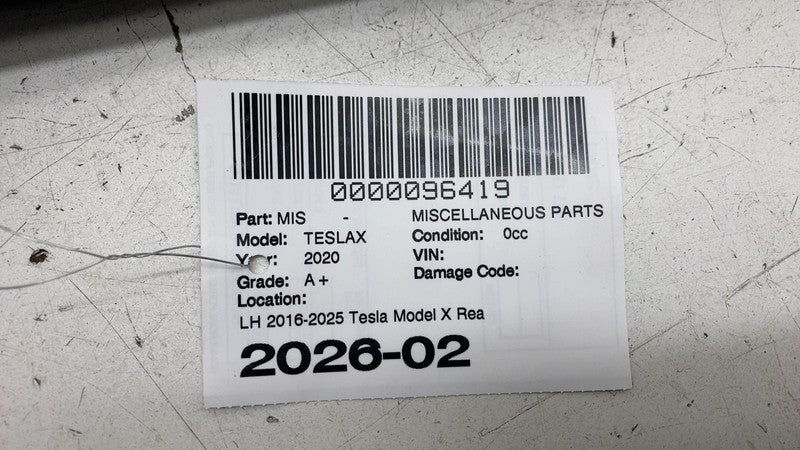 0000096419
Part: MIS - MISCELLANEOUS PARTS
Model: TESLAX Condition: 0cc
2020 VIN:
Grade: A+ Damage Code:
Location:
LH 2016-2025 Tesla Model X Rea
2026-02